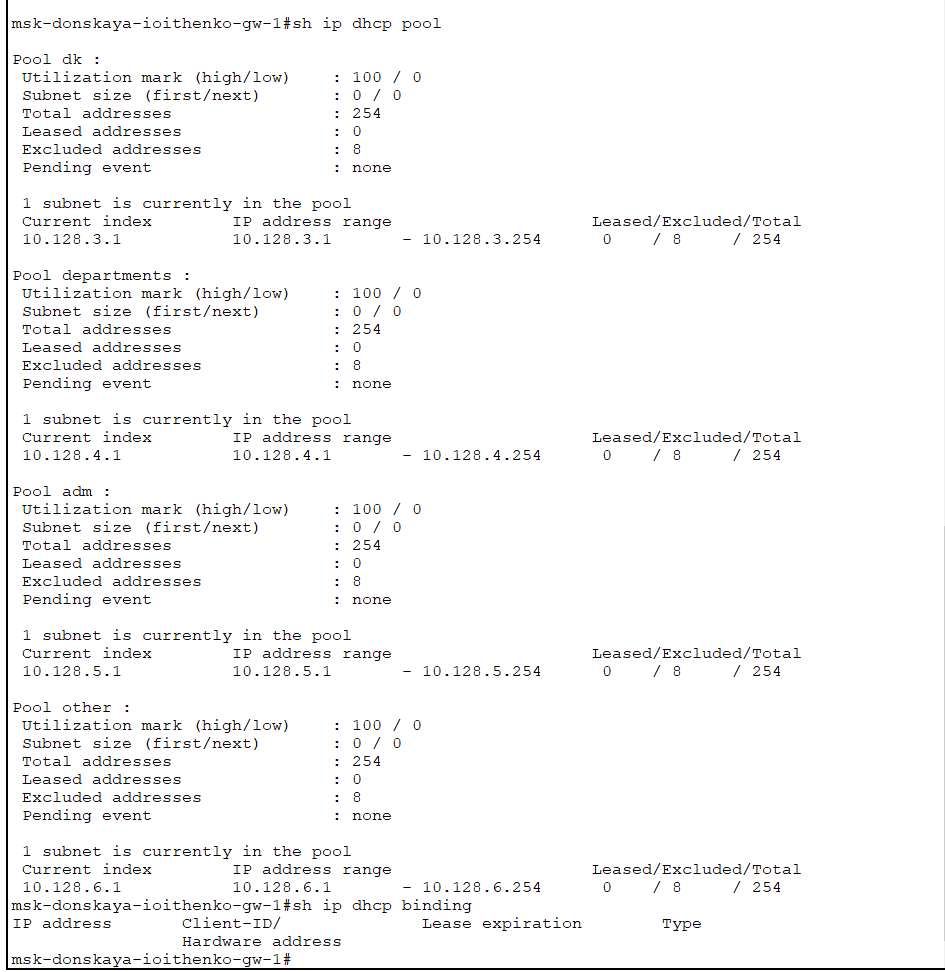 msk-donskaya-ioithenko-gw-1#sh ip dhcp pool
Pool dk :
Utilization mark (high/low) : 100 / 0
Subnet size (first/next) : 0 / 0
Total addresses : 254
Leased addresses : 0
Excluded addresses : 8
Pending event : none
1 subnet is currently in the pool
Current index IP address range Leased/Excluded/Total
10.128.3.1 10.128.3.1 - 10.128.3.254 0 / 8 / 254
Pool departments :
Utilization mark (high/low) : 100 / 0
Subnet size (first/next) : 0 / 0
Total addresses : 254
Leased addresses : 0
Excluded addresses : 8
Pending event : none
1 subnet is currently in the pool
Current index IP address range Leased/Excluded/Total
10.128.4.1 10.128.4.1 - 10.128.4.254 0 / 8 / 254
Pool adm :
Utilization mark (high/low) : 100 / 0
Subnet size (first/next) : 0 / 0
Total addresses : 254
Leased addresses : 0
Excluded addresses : 8
Pending event : none
1 subnet is currently in the pool
Current index IP address range Leased/Excluded/Total
10.128.5.1 10.128.5.1 - 10.128.5.254 0 / 8 / 254
Pool other :
Utilization mark (high/low) : 100 / 0
Subnet size (first/next) : 0 / 0
Total addresses : 254
Leased addresses : 0
Excluded addresses : 8
Pending event : none
1 subnet is currently in the pool
Current index IP address range Leased/Excluded/Total
10.128.6.1 10.128.6.1 - 10.128.6.254 0 / 8 / 254
msk-donskaya-ioithenko-gw-1#sh ip dhcp binding
IP address Client-ID/ Lease expiration Type
Hardware address
msk-donskaya-ioithenko-gw-1#